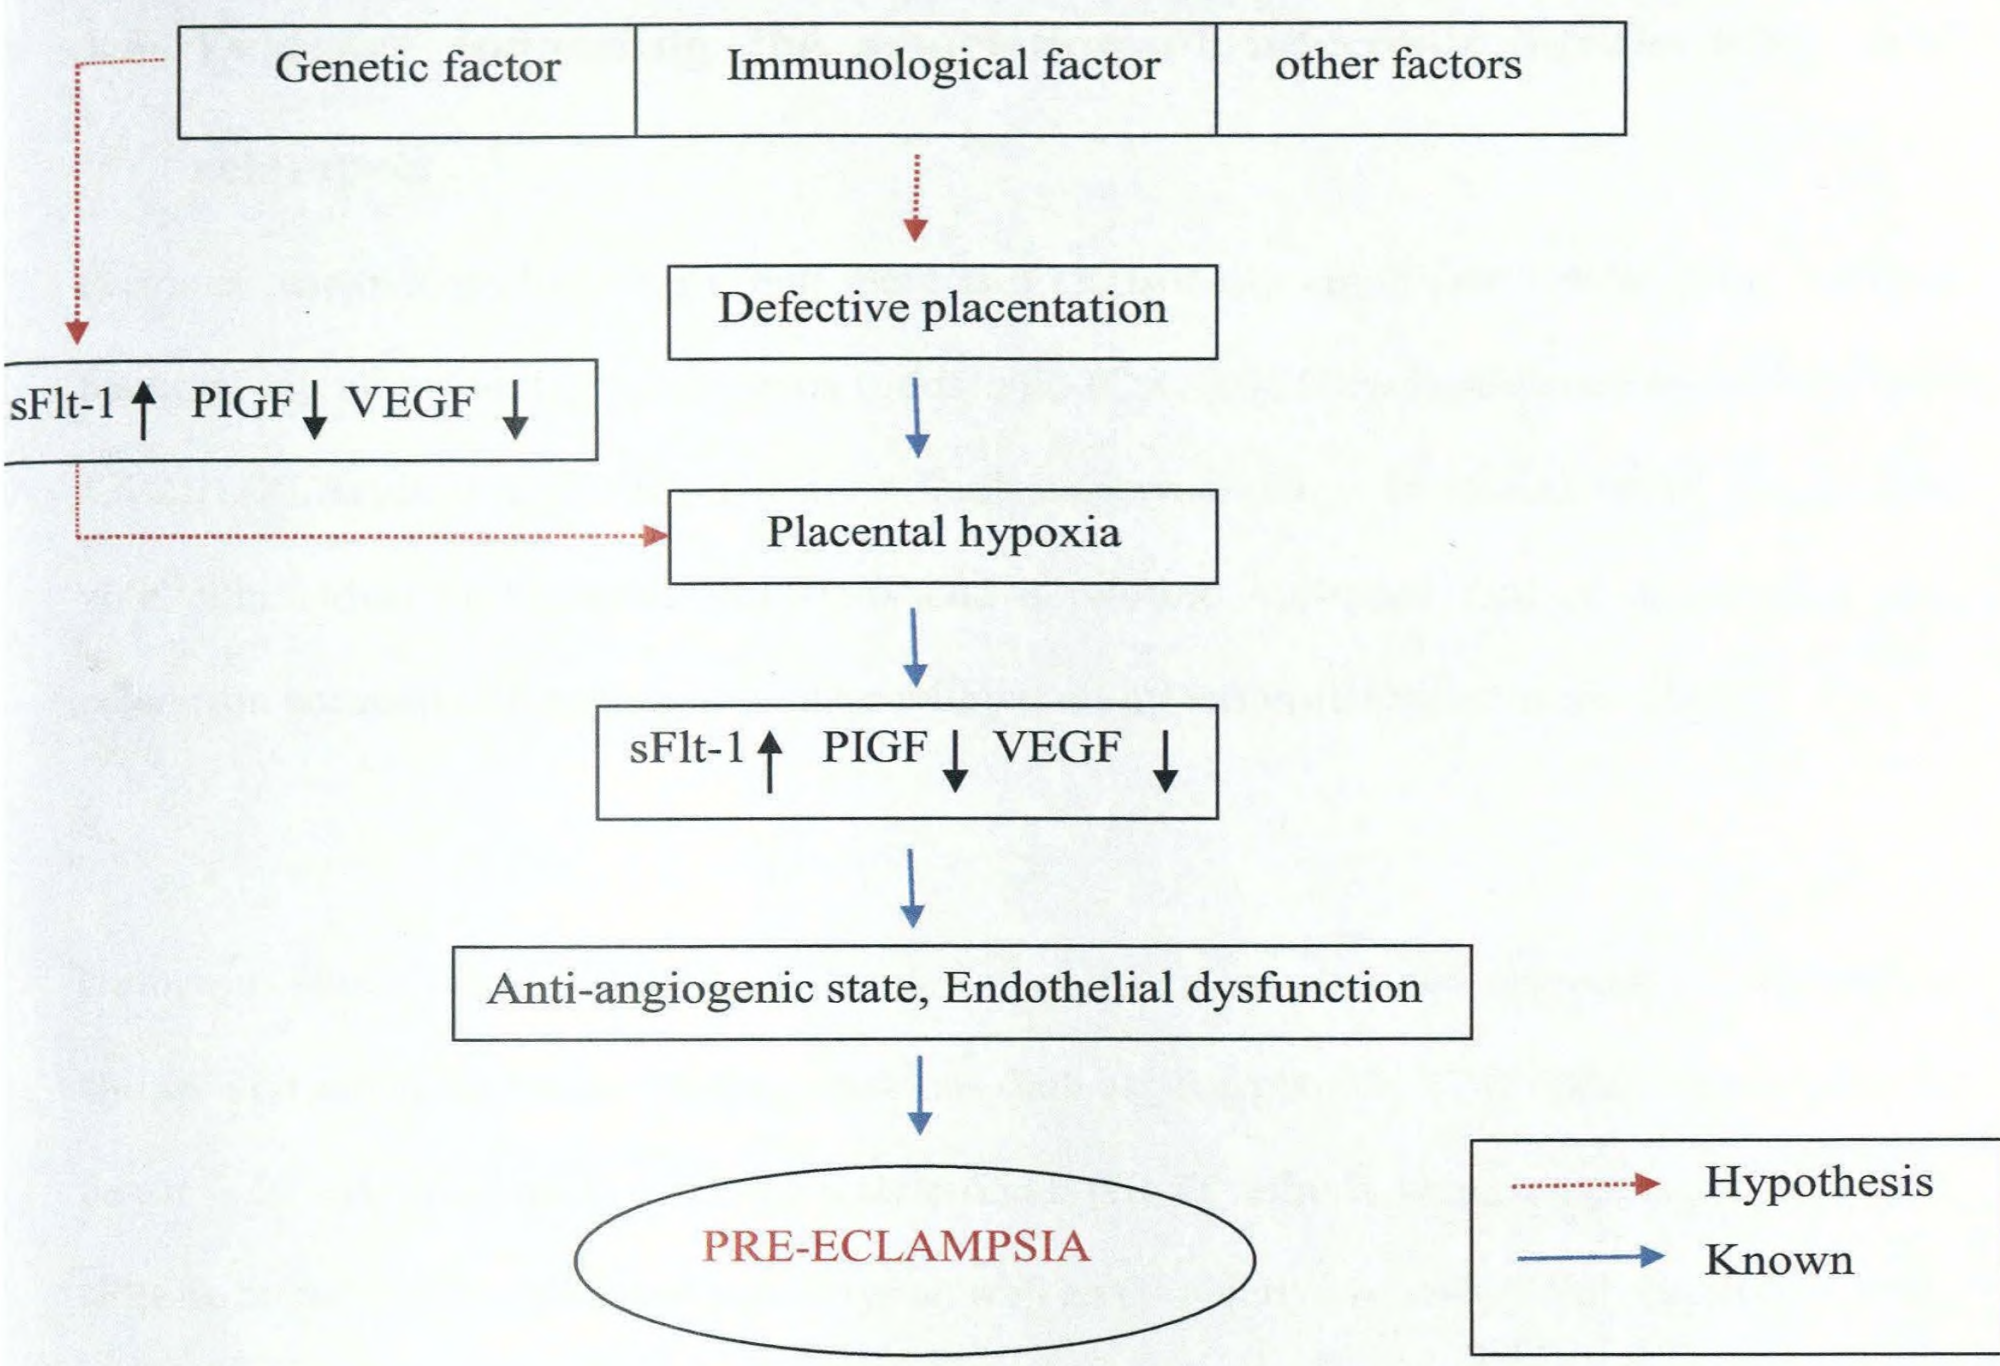 Genetic factor Immunological factor other factors
Defective placentation
sFlt-1 ↑ PIGF ↓ VEGF ↓
Placental hypoxia
sFlt-1 ↑ PIGF ↓ VEGF ↓
Anti-angiogenic state, Endothelial dysfunction
PRE-ECLAMPSIA
Hypothesis
Known